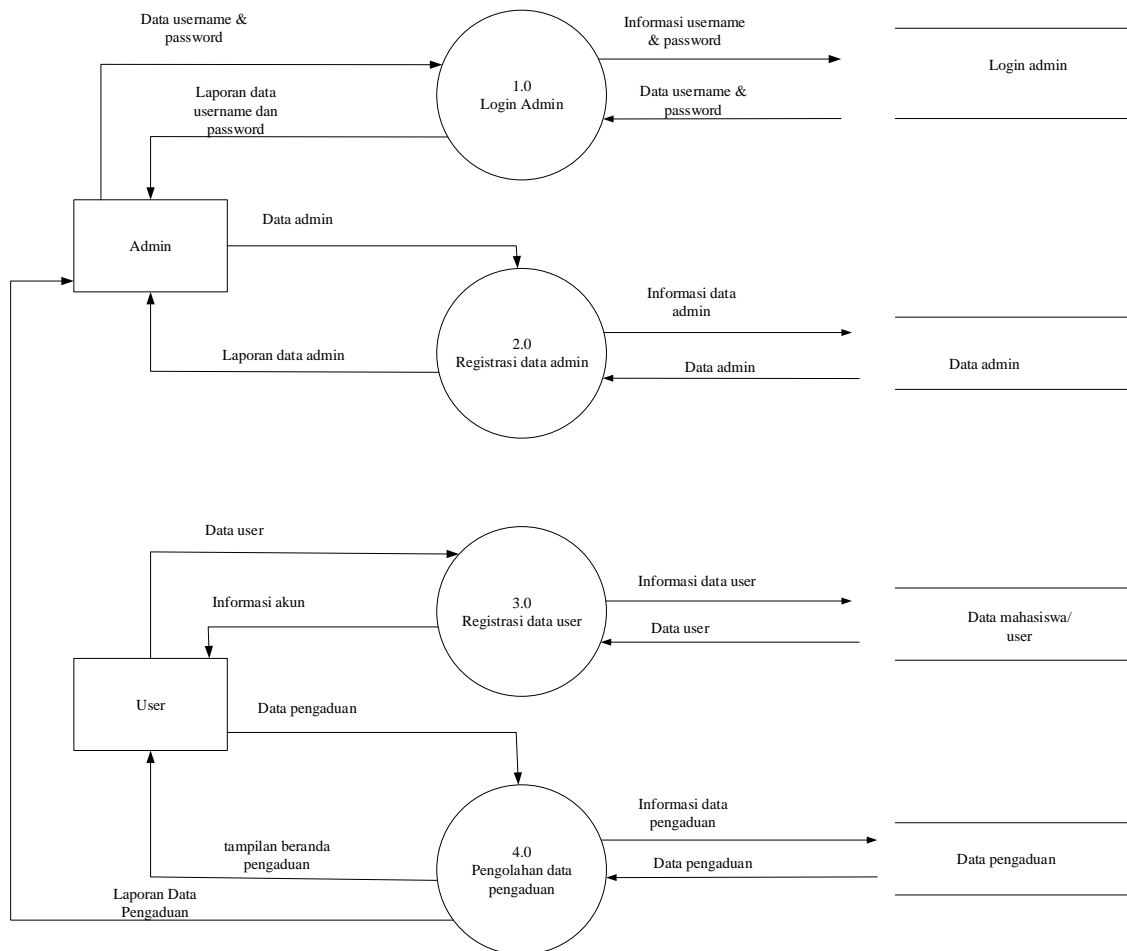 Data username &
password
Informasi username
& password
Login admin
1.0
Login Admin
Laporan data
username dan
password
Data username &
password
Data admin
Admin
Informasi data
admin
2.0
Registrasi data admin
Laporan data admin
Data admin
Data admin
Data user
Informasi data user
3.0
Registrasi data user
Informasi akun
Data user
Data mahasiswa/
user
User
Data pengaduan
Informasi data
pengaduan
tampilan beranda
pengaduan
4.0
Pengolahan data
pengaduan
Data pengaduan
Data pengaduan
Laporan Data
Pengaduan